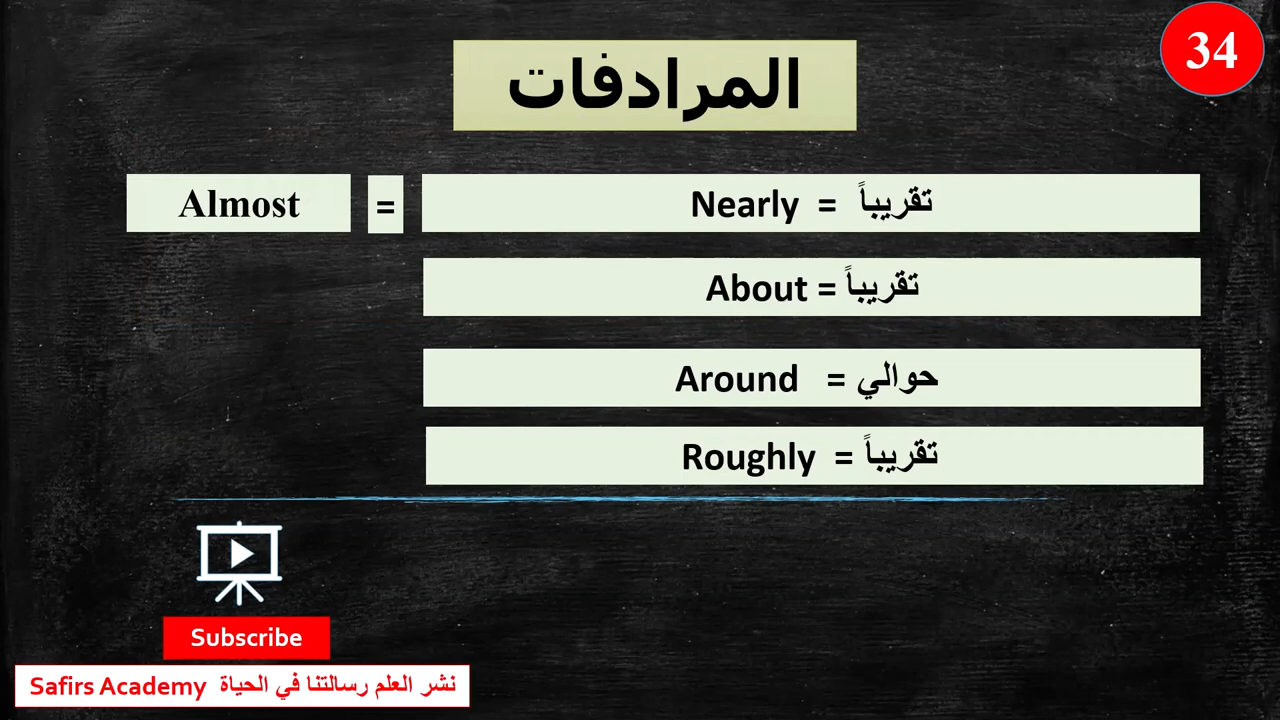 34
المرادفات
Almost = Nearly = تقريباً
About = تقريباً
Around = حوالي
Roughly = تقريباً
Subscribe
Safirs Academy نشر العلم رسالتنا في الحياة